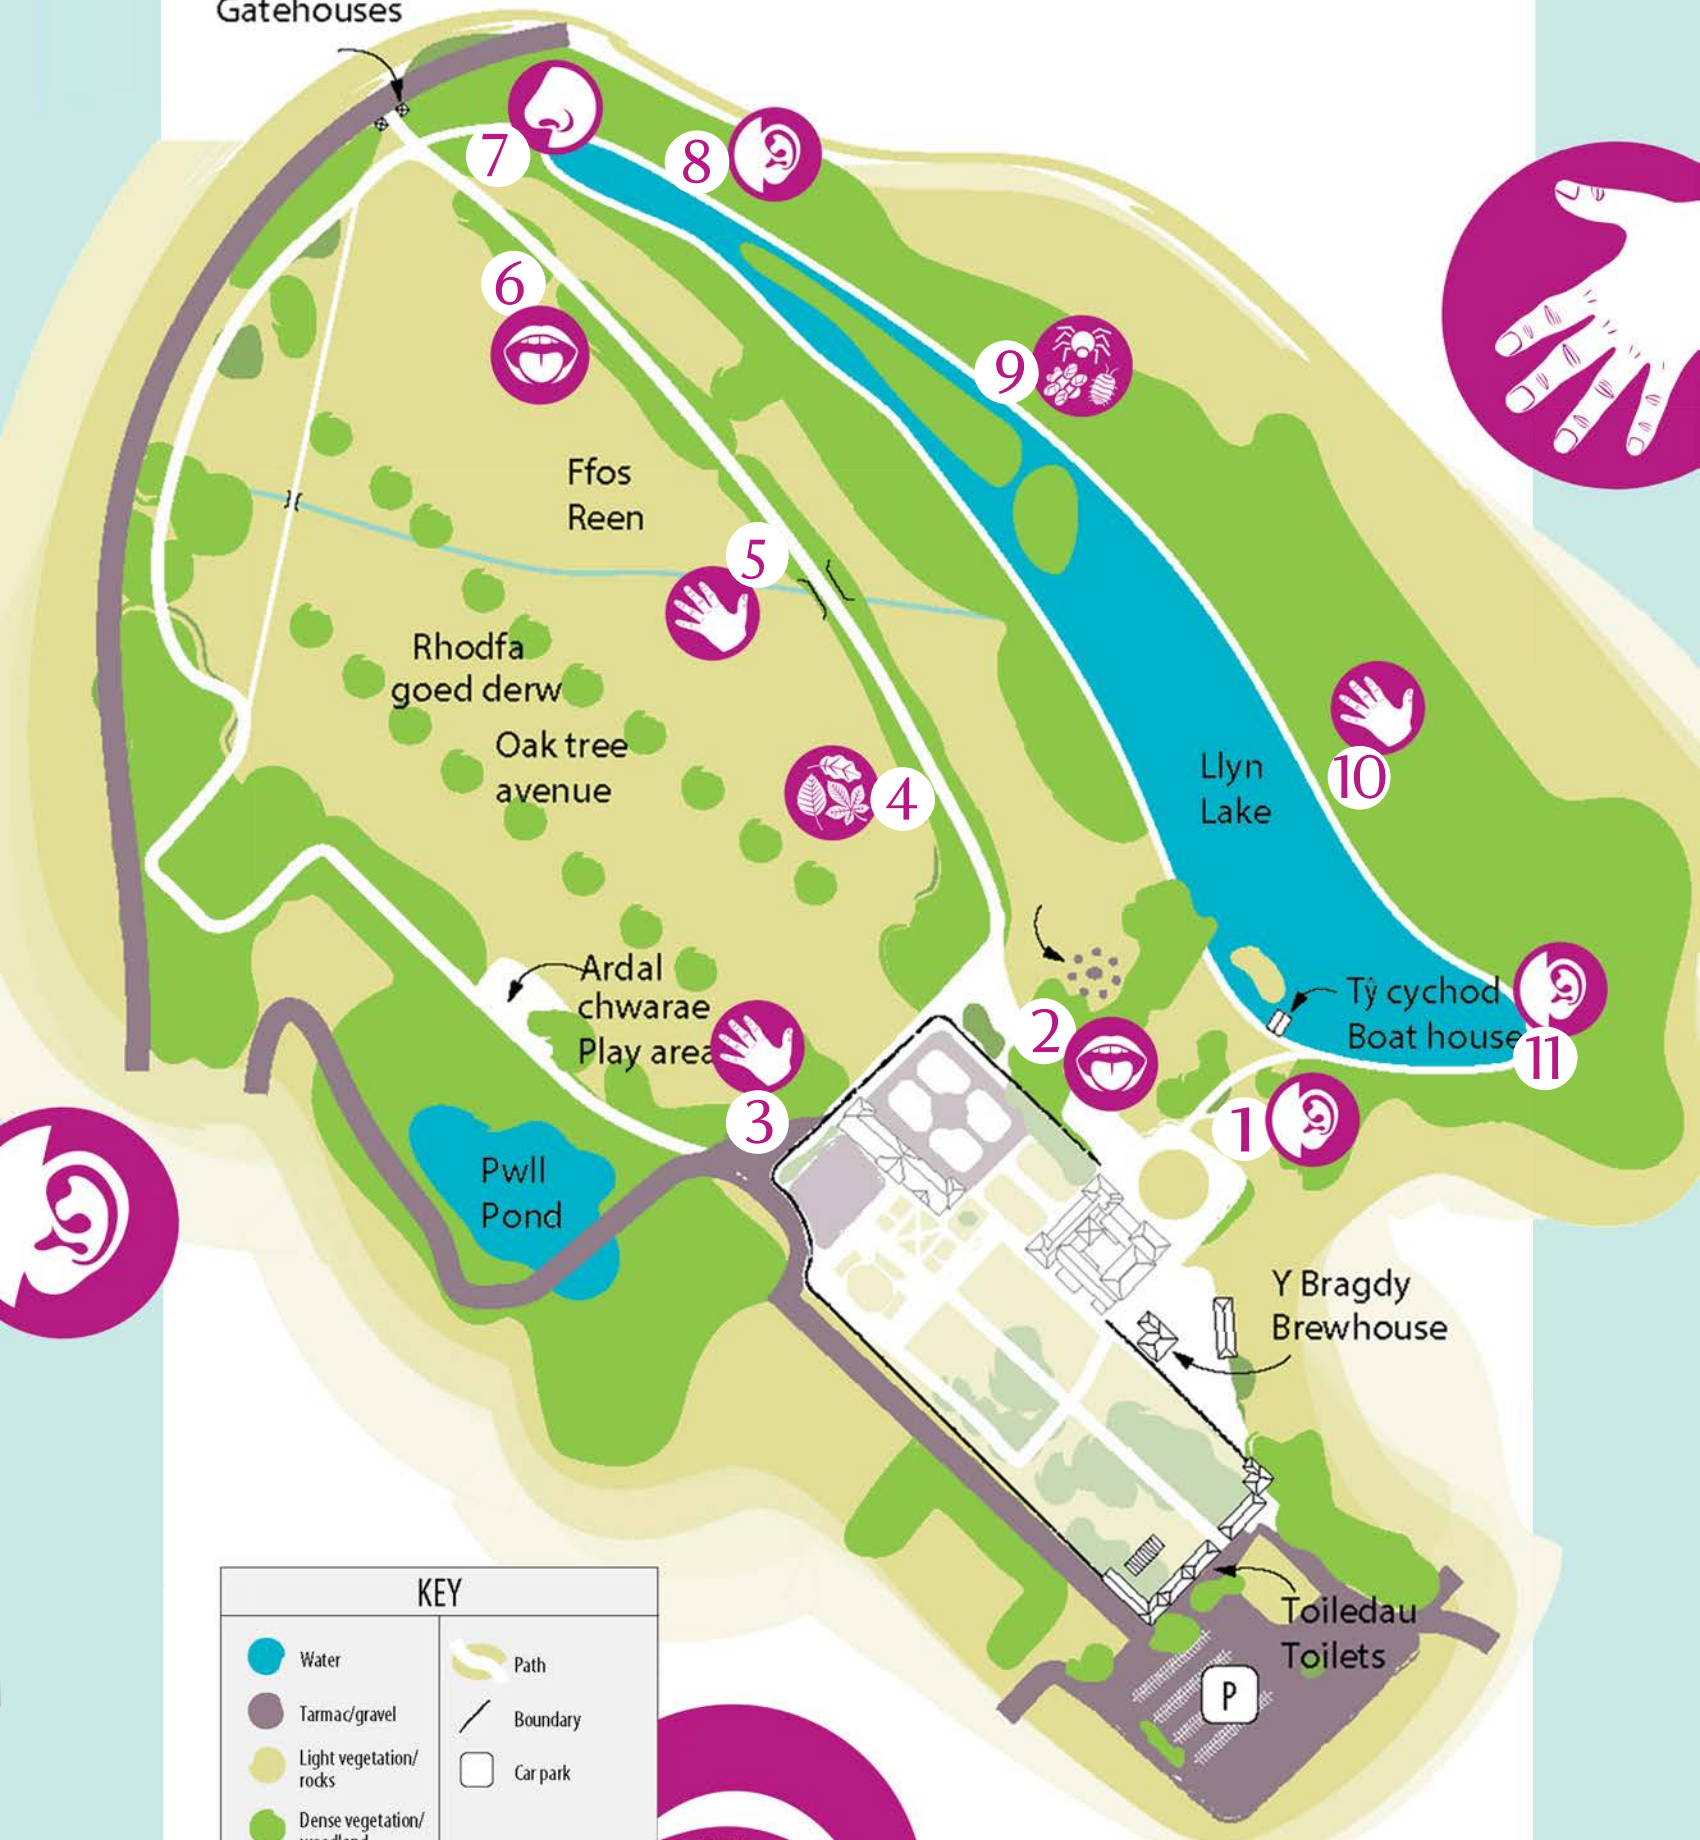 Gatehouses
7
8
6
9
Ffos
Reen
5
Rhodfa
goed derw
Oak tree
avenue
4
Llyn
Lake
10
Ardal
chwarae
Play area
Tŷ cychod
Boat house
2
11
3
1
Pwll
Pond
Y Bragdy
Brewhouse
Toiledau
Toilets
P
KEY
Water
Tarmac/gravel
Light vegetation/
rocks
Dense vegetation/
Path
Boundary
Car park